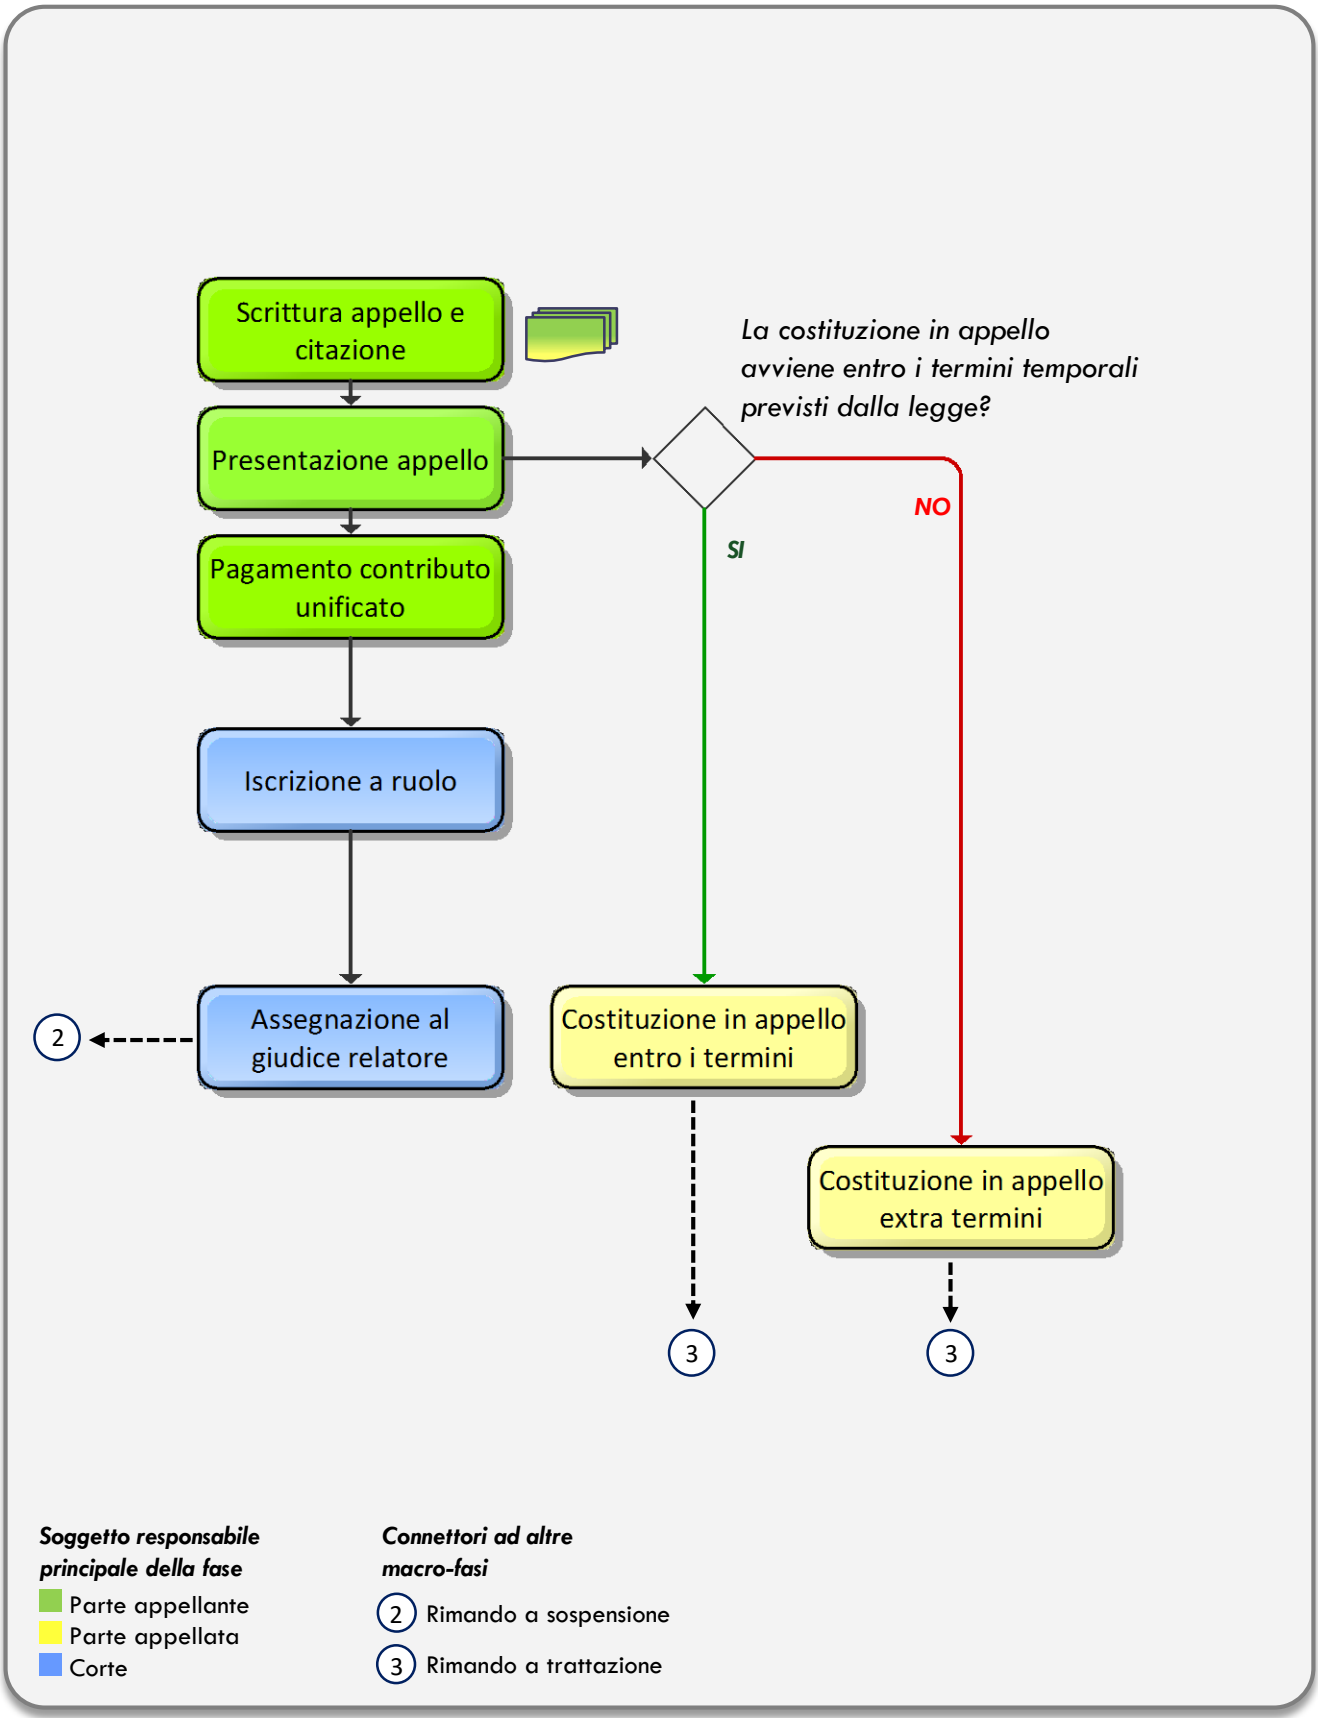 Scrittura appello e
citazione
La costituzione in appello
avviene entro i termini temporali
previsti dalla legge?
Presentazione appello
NO
SI
Pagamento contributo
unificato
Iscrizione a ruolo
2
Assegnazione al
giudice relatore
Costituzione in appello
entro i termini
Costituzione in appello
extra termini
3
3
Soggetto responsabile
principale della fase
Parte appellante
Parte appellata
Corte
Connettori ad altre
macro-fasi
2 Rimando a sospensione
3 Rimando a trattazione